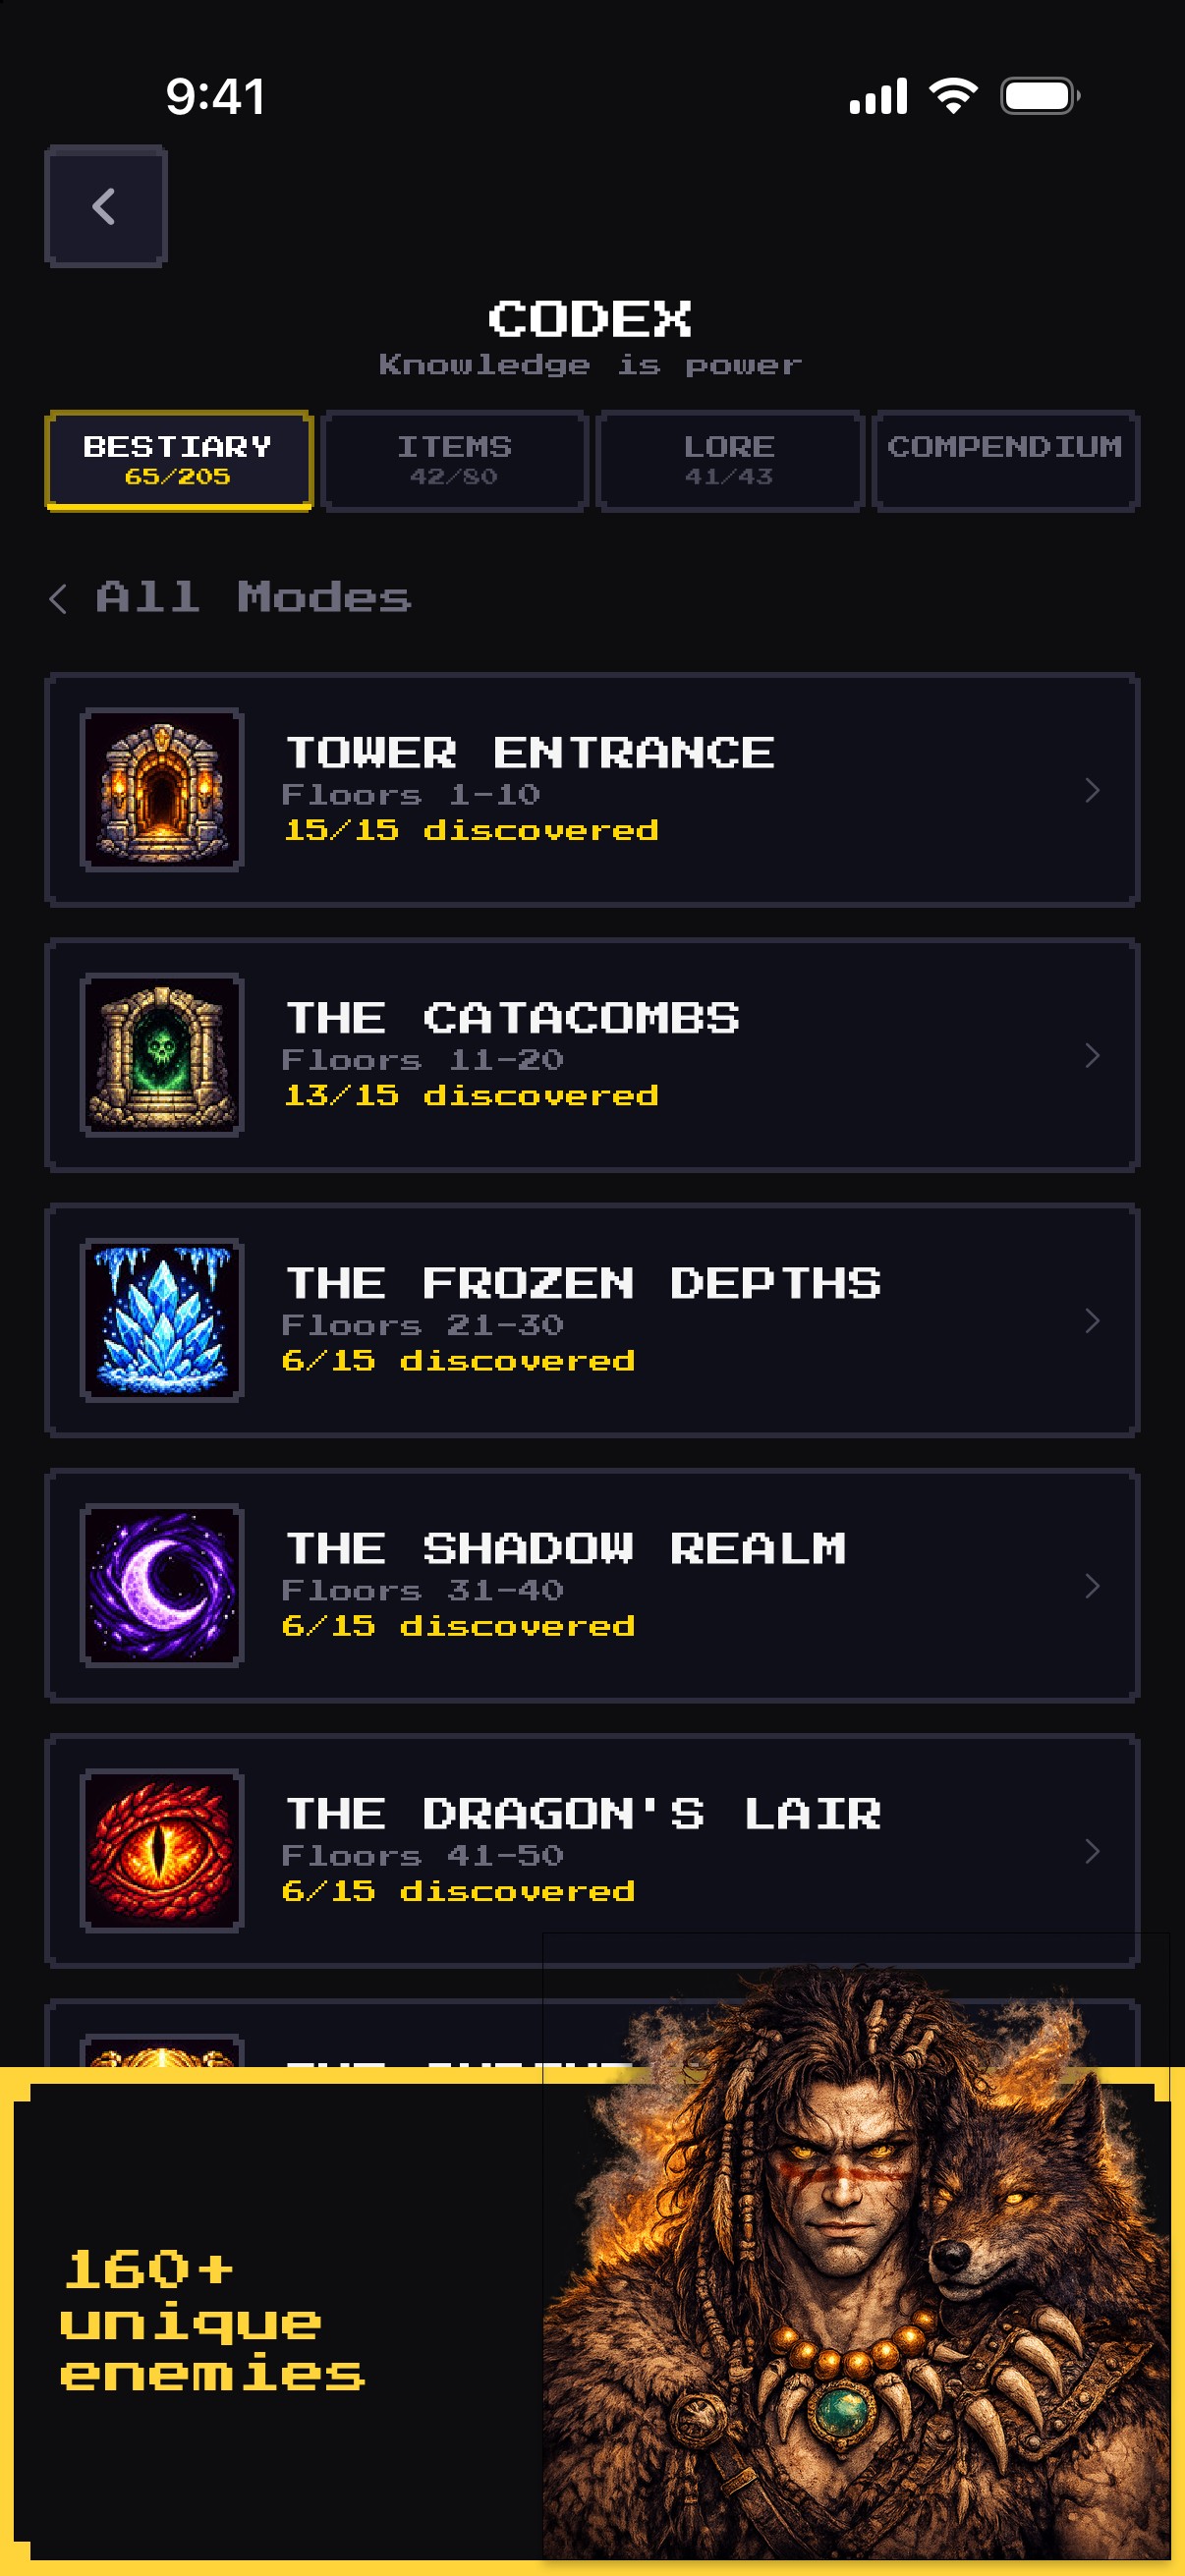 9:41
CODEX
Knowledge is power
BESTIARY
65/205
ITEMS
42/80
LORE
41/43
COMPENDIUM
All Modes
TOWER ENTRANCE
Floors 1-10
15/15 discovered
THE CATACOMBS
Floors 11-20
13/15 discovered
THE FROZEN DEPTHS
Floors 21-30
6/15 discovered
THE SHADOW REALM
Floors 31-40
6/15 discovered
THE DRAGON'S LAIR
Floors 41-50
6/15 discovered
THE
160+
unique
enemies